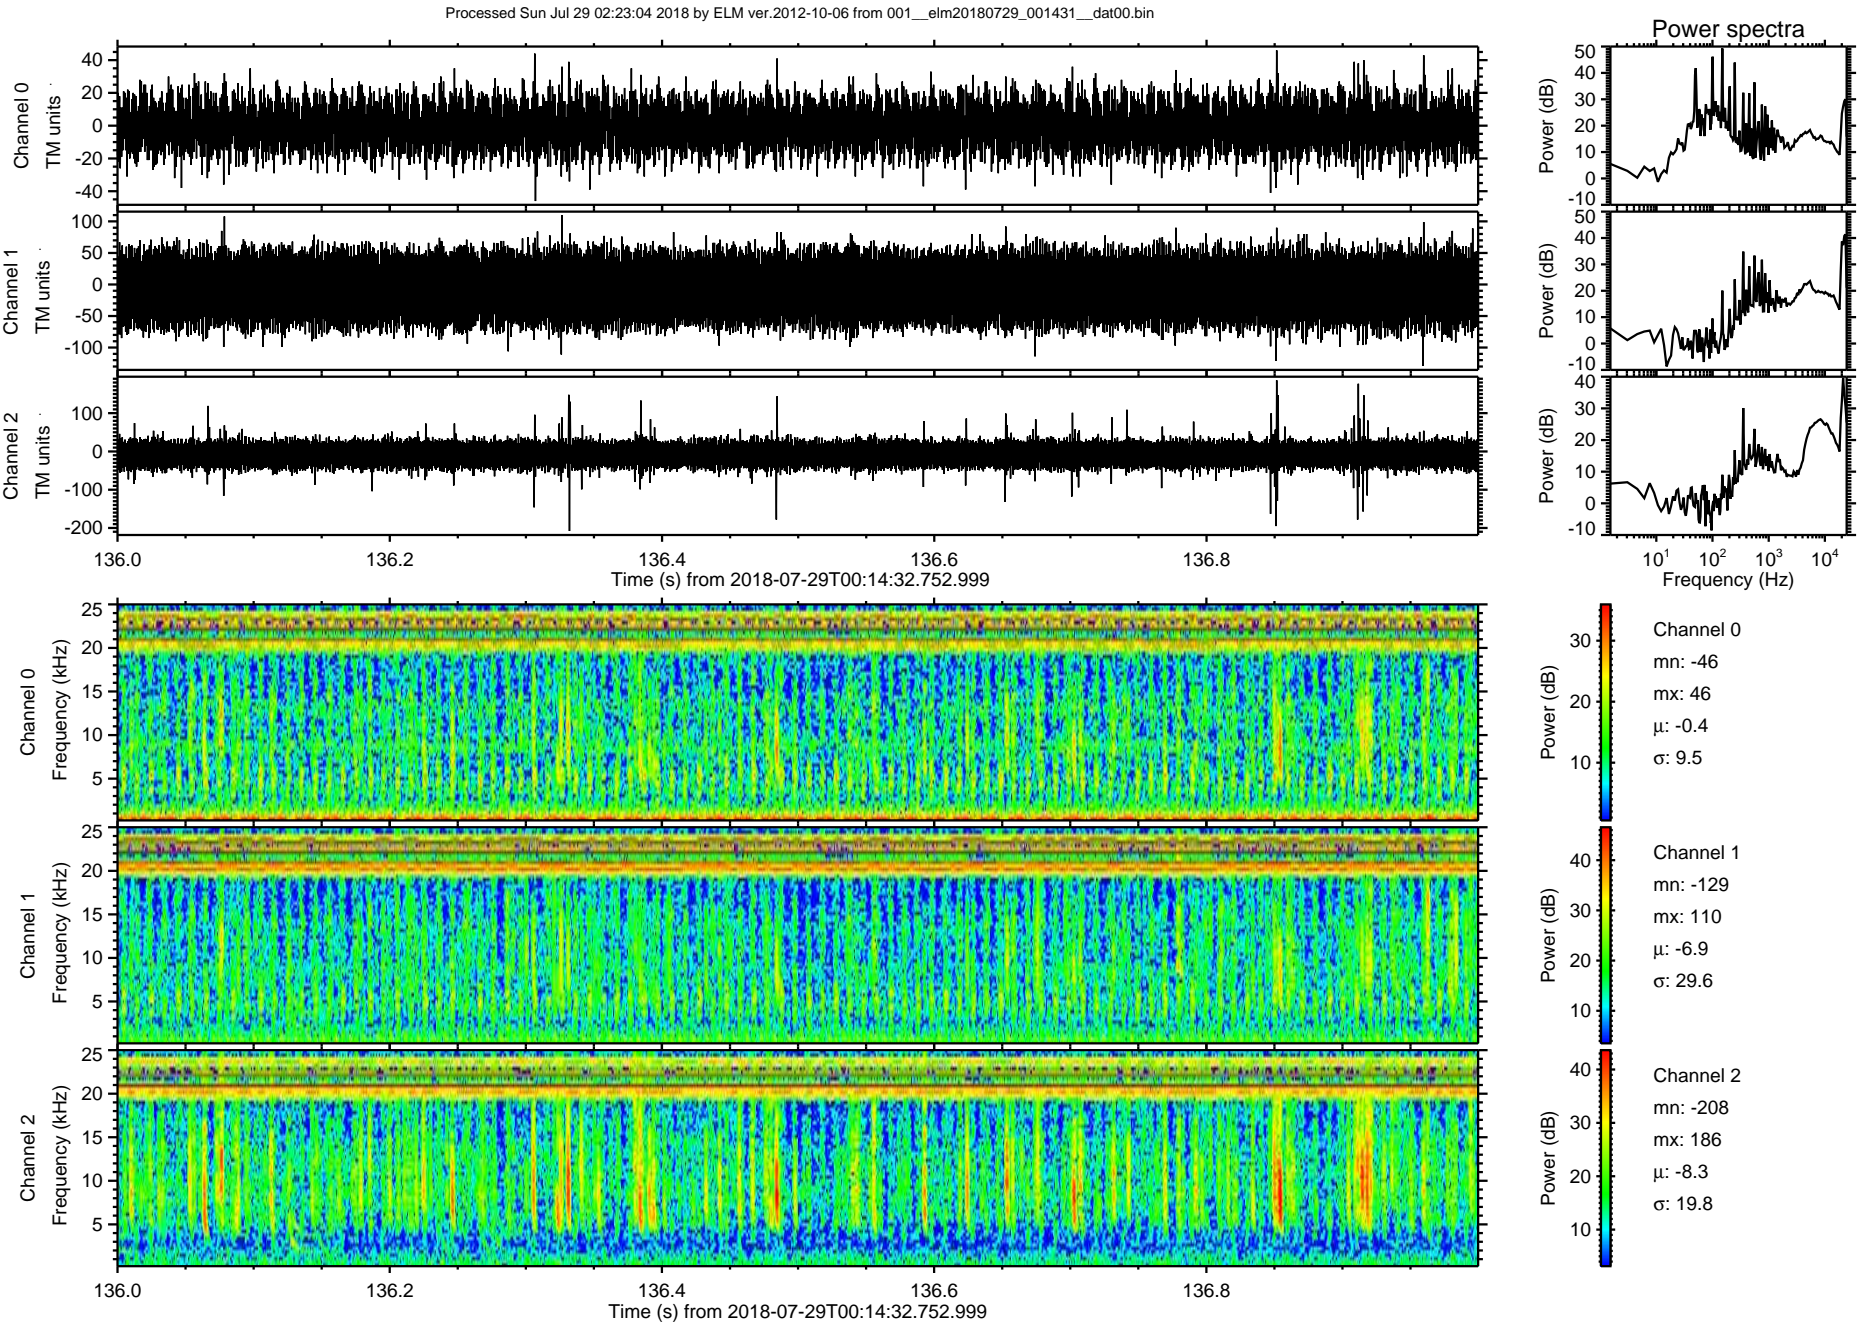 Processed Sun Jul 29 02:23:04 2018 by ELM ver.2012-10-06 from 001__elm20180729_001431__dat00.bin
Power spectra
Channel 0
TM units
40
20
0
-20
-40
Power (dB)
50
40
30
20
10
0
-10
Channel 1
TM units
100
50
0
-50
-100
Power (dB)
50
40
30
20
10
0
-10
Channel 2
TM units
100
0
-100
-200
Power (dB)
40
30
20
10
0
-10
136.0 136.2 136.4 136.6 136.8
Time (s) from 2018-07-29T00:14:32.752.999
10¹ 10² 10³ 10⁴
Frequency (Hz)
Channel 0
Frequency (kHz)
25
20
15
10
5
Power (dB)
30
20
10
Channel 0
mn: -46
mx: 46
μ: -0.4
σ: 9.5
Channel 1
Frequency (kHz)
25
20
15
10
5
Power (dB)
40
30
20
10
Channel 1
mn: -129
mx: 110
μ: -6.9
σ: 29.6
Channel 2
Frequency (kHz)
25
20
15
10
5
Power (dB)
40
30
20
10
Channel 2
mn: -208
mx: 186
μ: -8.3
σ: 19.8
136.0 136.2 136.4 136.6 136.8
Time (s) from 2018-07-29T00:14:32.752.999